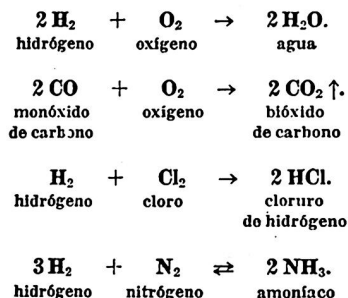 2 H₂ + O₂ → 2 H₂O.
hidrógeno oxígeno agua
2 CO + O₂ → 2 CO₂ ↑.
monóxido oxígeno bióxido
de carbono de carbono
H₂ + Cl₂ → 2 HCl.
hidrógeno cloro cloruro
de hidrógeno
3 H₂ + N₂ ⇄ 2 NH₃.
hidrógeno nitrógeno amoníaco